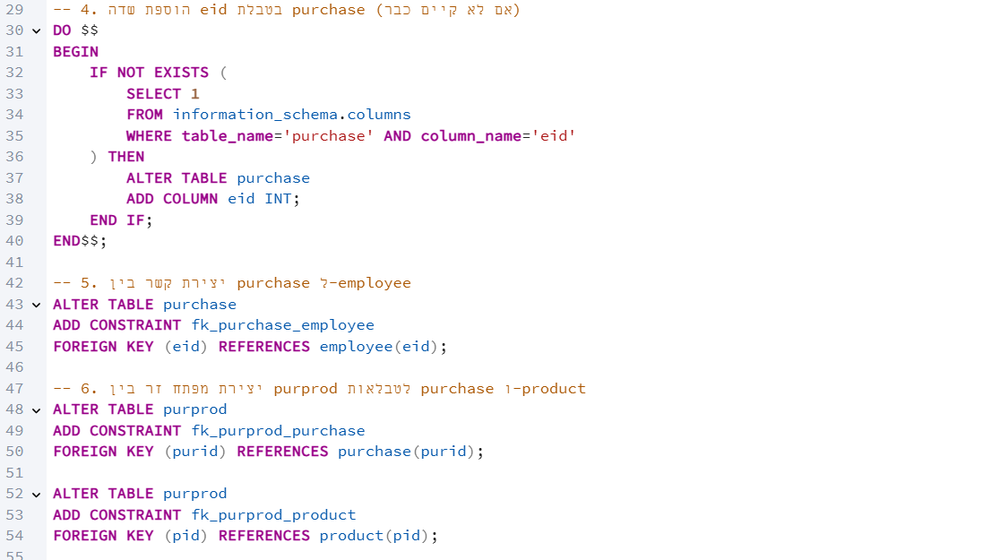 29 -- 4. הוספת שדה eid בטבלת purchase (אם לא קיים כבר)
30 DO $$
31 BEGIN
32 IF NOT EXISTS (
33 SELECT 1
34 FROM information_schema.columns
35 WHERE table_name='purchase' AND column_name='eid'
36 ) THEN
37 ALTER TABLE purchase
38 ADD COLUMN eid INT;
39 END IF;
40 END$$;
41
42 -- 5. יצירת קשר בין purchase ל-employee
43 ALTER TABLE purchase
44 ADD CONSTRAINT fk_purchase_employee
45 FOREIGN KEY (eid) REFERENCES employee(eid);
46
47 -- 6. יצירת מפתח זר בין purprod לטבלאות purchase ו-product
48 ALTER TABLE purprod
49 ADD CONSTRAINT fk_purprod_purchase
50 FOREIGN KEY (purid) REFERENCES purchase(purid);
51
52 ALTER TABLE purprod
53 ADD CONSTRAINT fk_purprod_product
54 FOREIGN KEY (pid) REFERENCES product(pid);
55